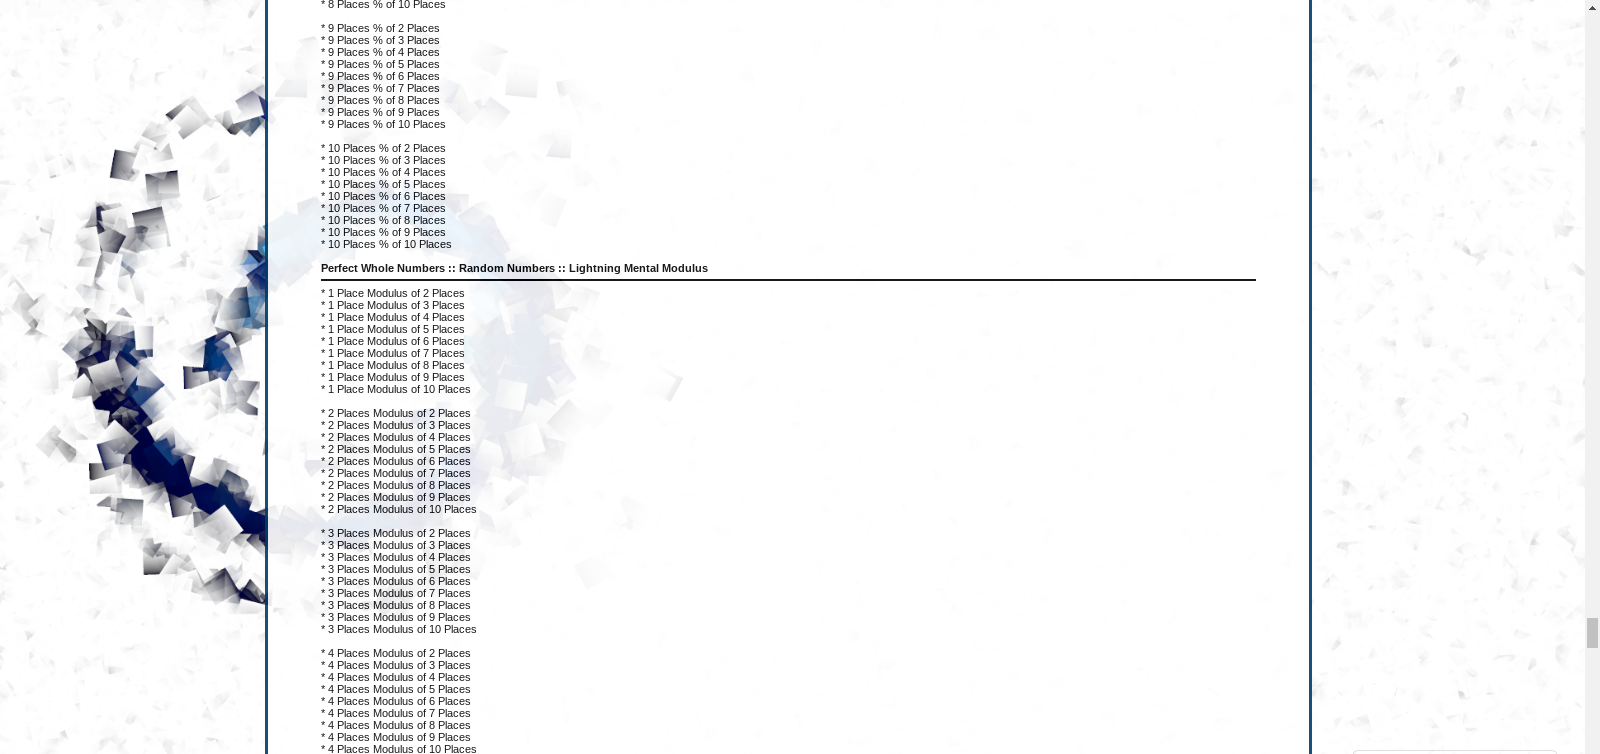 * 8 Places % of 10 Places
* 9 Places % of 2 Places
* 9 Places % of 3 Places
* 9 Places % of 4 Places
* 9 Places % of 5 Places
* 9 Places % of 6 Places
* 9 Places % of 7 Places
* 9 Places % of 8 Places
* 9 Places % of 9 Places
* 9 Places % of 10 Places
* 10 Places % of 2 Places
* 10 Places % of 3 Places
* 10 Places % of 4 Places
* 10 Places % of 5 Places
* 10 Places % of 6 Places
* 10 Places % of 7 Places
* 10 Places % of 8 Places
* 10 Places % of 9 Places
* 10 Places % of 10 Places
Perfect Whole Numbers :: Random Numbers :: Lightning Mental Modulus
* 1 Place Modulus of 2 Places
* 1 Place Modulus of 3 Places
* 1 Place Modulus of 4 Places
* 1 Place Modulus of 5 Places
* 1 Place Modulus of 6 Places
* 1 Place Modulus of 7 Places
* 1 Place Modulus of 8 Places
* 1 Place Modulus of 9 Places
* 1 Place Modulus of 10 Places
* 2 Places Modulus of 2 Places
* 2 Places Modulus of 3 Places
* 2 Places Modulus of 4 Places
* 2 Places Modulus of 5 Places
* 2 Places Modulus of 6 Places
* 2 Places Modulus of 7 Places
* 2 Places Modulus of 8 Places
* 2 Places Modulus of 9 Places
* 2 Places Modulus of 10 Places
* 3 Places Modulus of 2 Places
* 3 Places Modulus of 3 Places
* 3 Places Modulus of 4 Places
* 3 Places Modulus of 5 Places
* 3 Places Modulus of 6 Places
* 3 Places Modulus of 7 Places
* 3 Places Modulus of 8 Places
* 3 Places Modulus of 9 Places
* 3 Places Modulus of 10 Places
* 4 Places Modulus of 2 Places
* 4 Places Modulus of 3 Places
* 4 Places Modulus of 4 Places
* 4 Places Modulus of 5 Places
* 4 Places Modulus of 6 Places
* 4 Places Modulus of 7 Places
* 4 Places Modulus of 8 Places
* 4 Places Modulus of 9 Places
* 4 Places Modulus of 10 Places